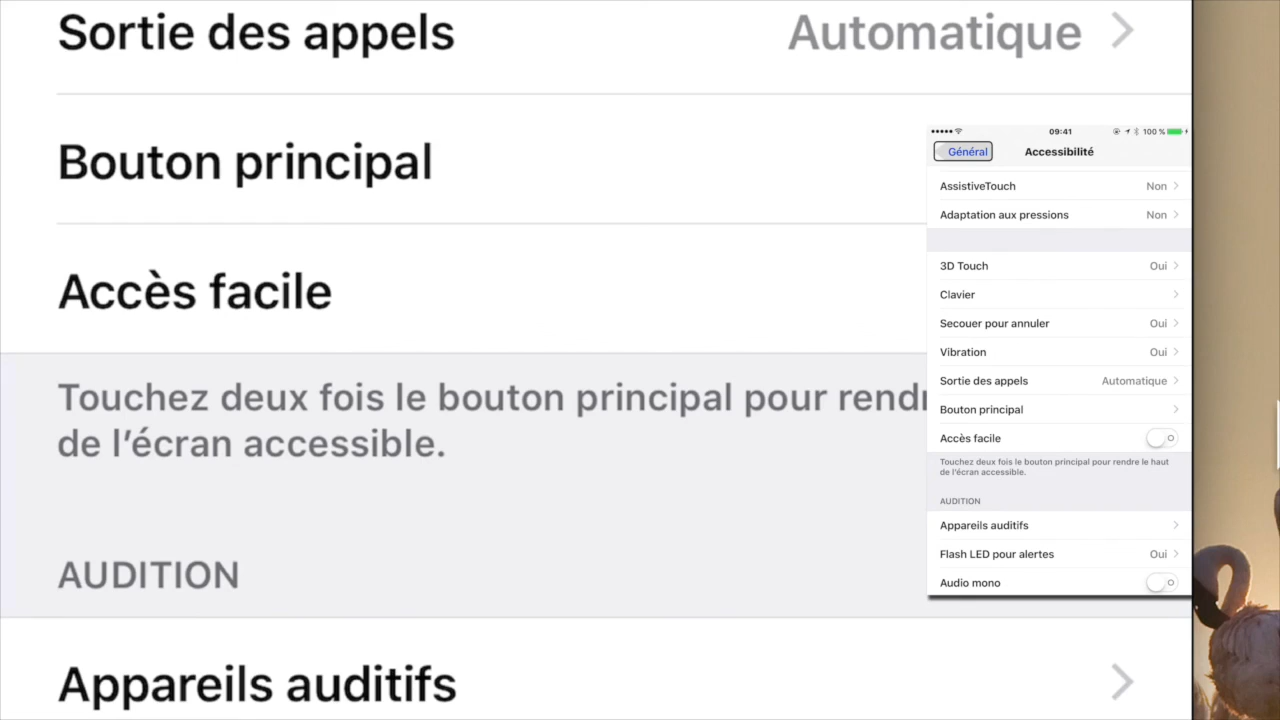 Sortie des appels Automatique
Bouton principal
Accès facile
Touchez deux fois le bouton principal pour rendr
de l’écran accessible.
AUDITION
Appareils auditifs
09:41 100 %
Général Accessibilité
AssistiveTouch Non
Adaptation aux pressions Non
3D Touch Oui
Clavier
Secouer pour annuler Oui
Vibration Oui
Sortie des appels Automatique
Bouton principal
Accès facile
Touchez deux fois le bouton principal pour rendre le haut
de l’écran accessible.
AUDITION
Appareils auditifs
Flash LED pour alertes Oui
Audio mono